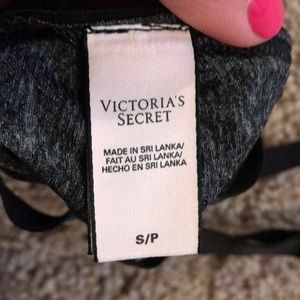 VICTORIA'S
SECRET
MADE IN SRI LANKA/
FAIT AU SRI LANKA/
HECHO EN SRI LANKA
S/P